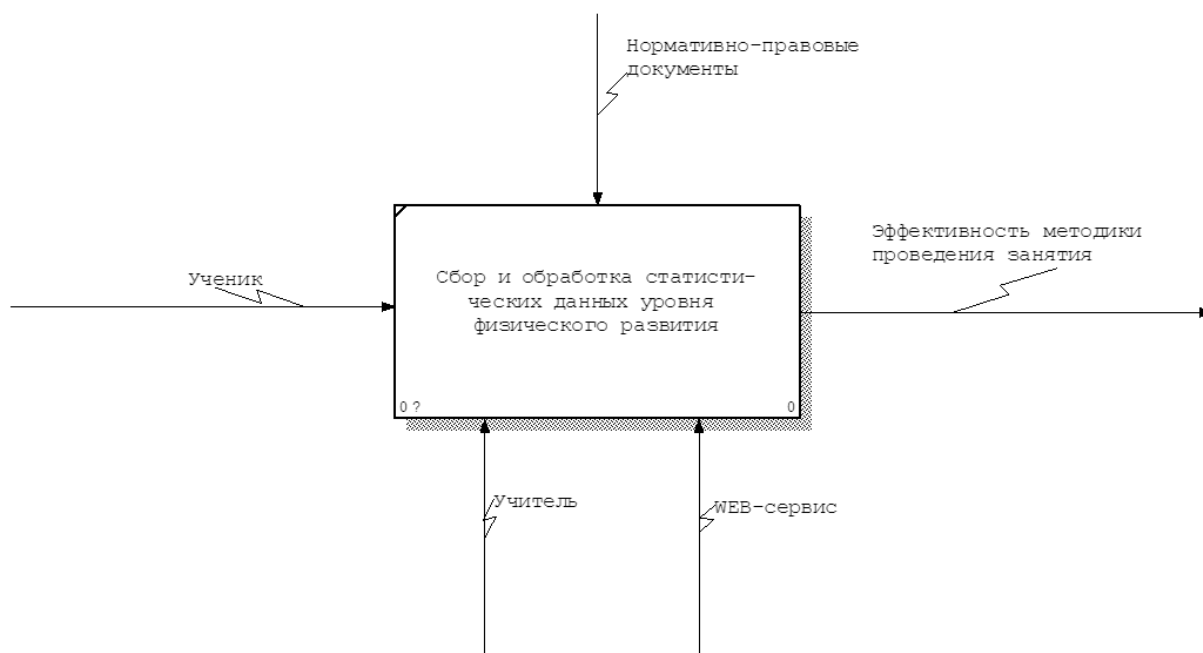 Нормативно-правовые
документы
Эффективность методики
проведения занятия
Ученик
Сбор и обработка статисти-
ческих данных уровня
физического развития
0 ?
0
Учитель
WEB-сервис